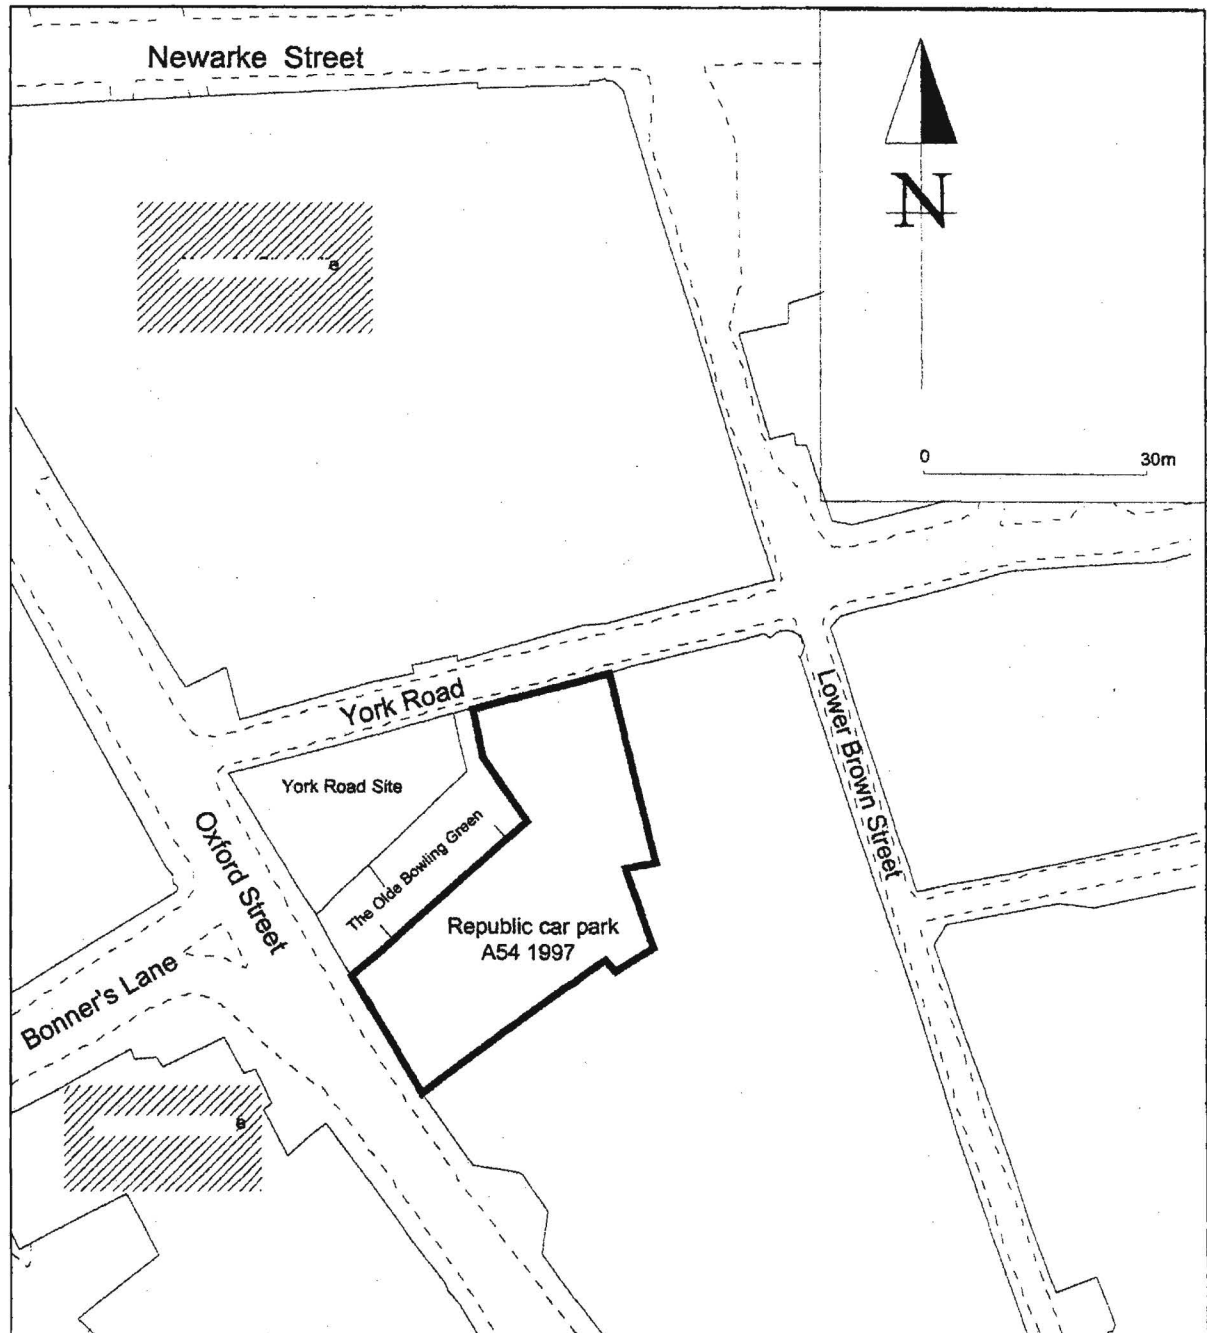 Newarke Street
N
0 30m
York Road
York Road Site
Lower Brown Street
Oxford Street
The Olde Bowling Green
Republic car park
A54 1997
Bonner's Lane